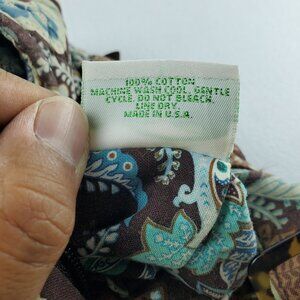 100% COTTON
MACHINE WASH COOL, GENTLE
CYCLE. DO NOT BLEACH.
LINE DRY.
MADE IN U.S.A.